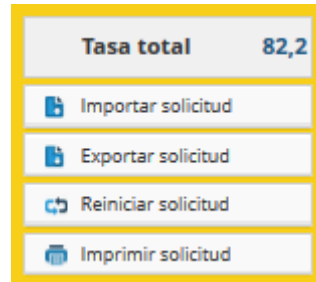 Tasa total 82,2
Importar solicitud
Exportar solicitud
Reiniciar solicitud
Imprimir solicitud